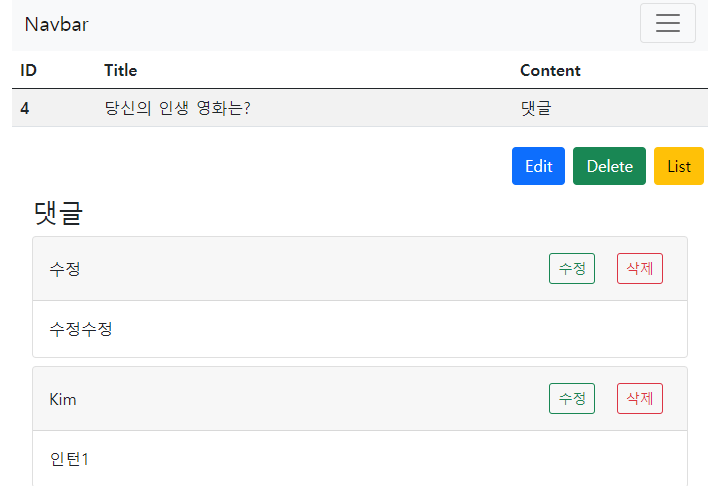 Navbar
ID Title Content
4 당신의 인생 영화는? 댓글
Edit Delete List
댓글
수정 수정 삭제
수정수정
Kim 수정 삭제
인턴1